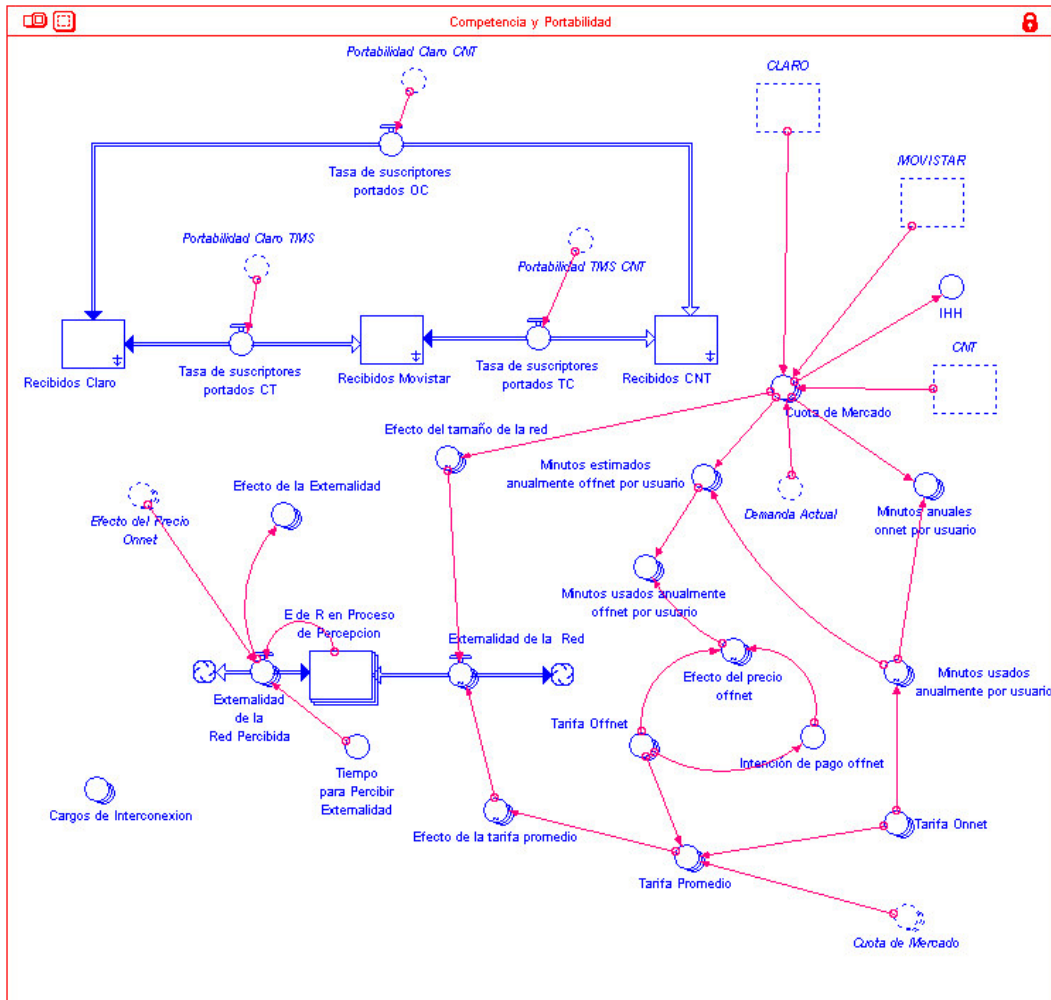 Competencia y Portabilidad
Portabilidad Claro CNT
CLARO
Tasa de suscriptores
portados OC
MOVISTAR
Portabilidad Claro TMS
Portabilidad TMS CNT
IHH
CNT
Recibidos Claro
Tasa de suscriptores
portados CT
Recibidos Movistar
Tasa de suscriptores
portados TC
Recibidos CNT
Cuota de Mercado
Efecto del tamaño de la red
Minutos estimados
anualmente offnet por usuario
Efecto de la Externalidad
Demanda Actual
Minutos anuales
onnet por usuario
Efecto del Precio
Onnet
Minutos usados anualmente
offnet por usuario
E de R en Proceso
de Percepcion
Externalidad de la Red
Efecto del precio
offnet
Minutos usados
anualmente por usuario
Externalidad
de la
Red Percibida
Tarifa Offnet
Intención de pago offnet
Tiempo
para Percibir
Externalidad
Cargos de Interconexion
Efecto de la tarifa promedio
Tarifa Onnet
Tarifa Promedio
Cuota de Mercado